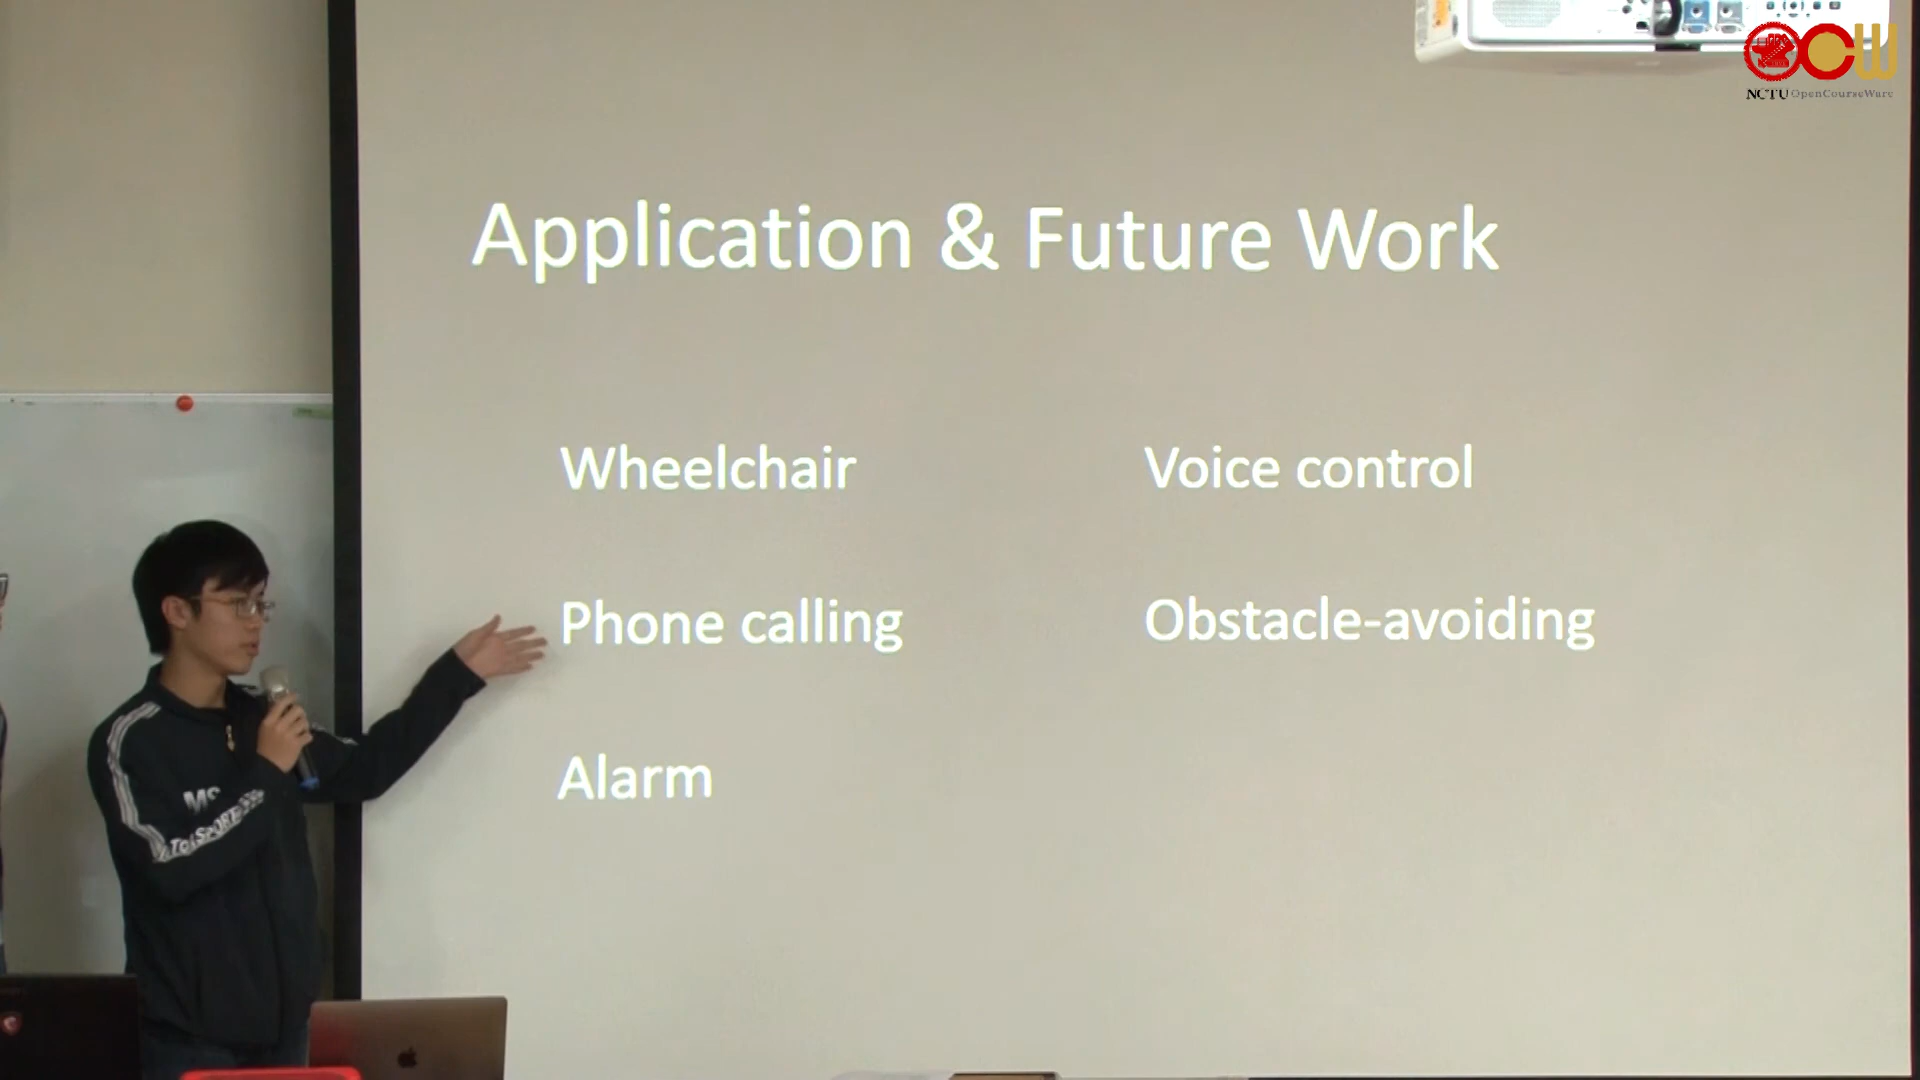 NCTU OpenCourseWare
Application & Future Work
Wheelchair
Voice control
Phone calling
Obstacle-avoiding
Alarm